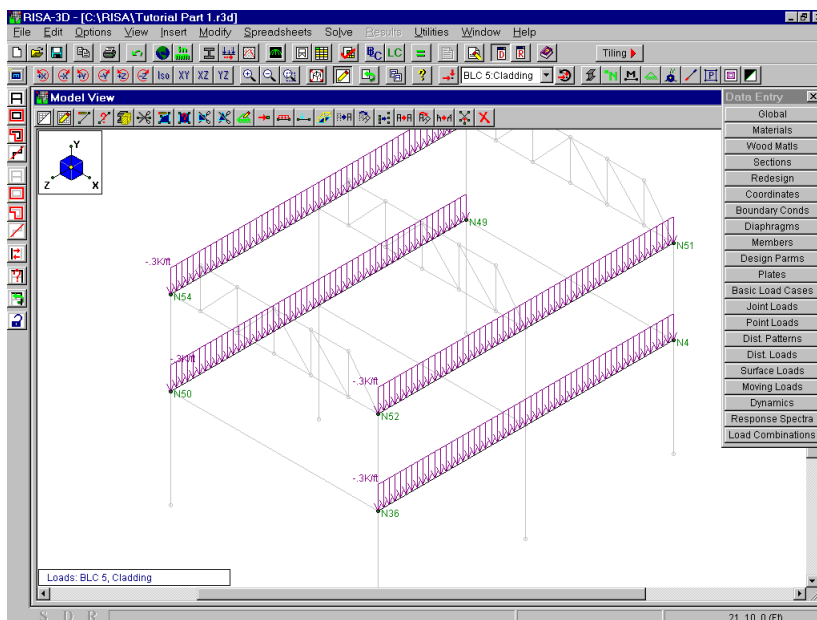 RISA-3D - [C:\RISA\Tutorial Part 1.r3d]
File Edit Options View Insert Modify Spreadsheets Solve Results Utilities Window Help
BC LC D R Tiling
Iso XY XZ YZ BLC 5:Cladding
Model View
Data Entry
Global
Materials
Wood Matls
Sections
Redesign
Coordinates
Boundary Conds
Diaphragms
Members
Design Parms
Plates
Basic Load Cases
Joint Loads
Point Loads
Dist. Patterns
Dist. Loads
Surface Loads
Moving Loads
Dynamics
Response Spectra
Load Combinations
Y
Z X
N49
N51
-.3K/ft
N54
-.3K/ft
N4
N50
-.3K/ft
N52
-.3K/ft
N36
Loads: BLC 5, Cladding
S D R
21, 10, 0 (Ft)